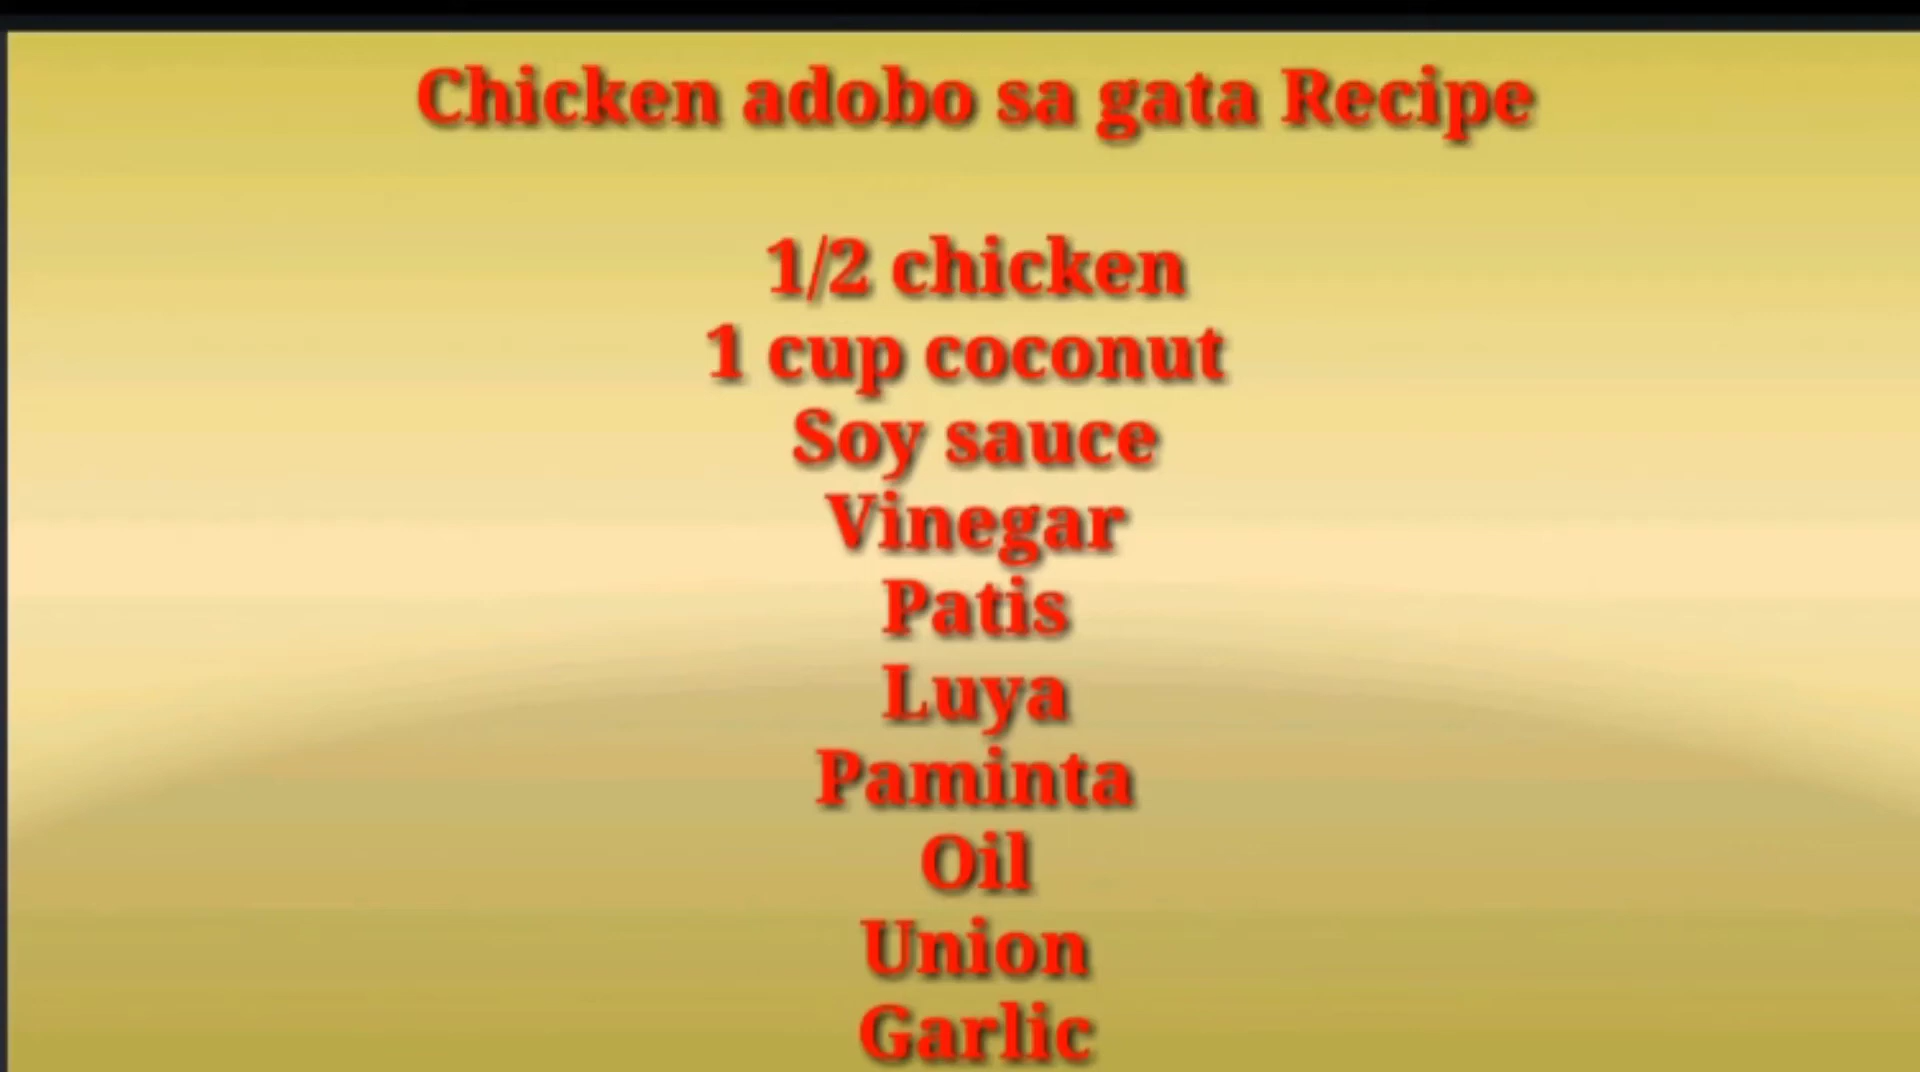 Chicken adobo sa gata Recipe
1/2 chicken
1 cup coconut
Soy sauce
Vinegar
Patis
Luya
Paminta
Oil
Union
Garlic